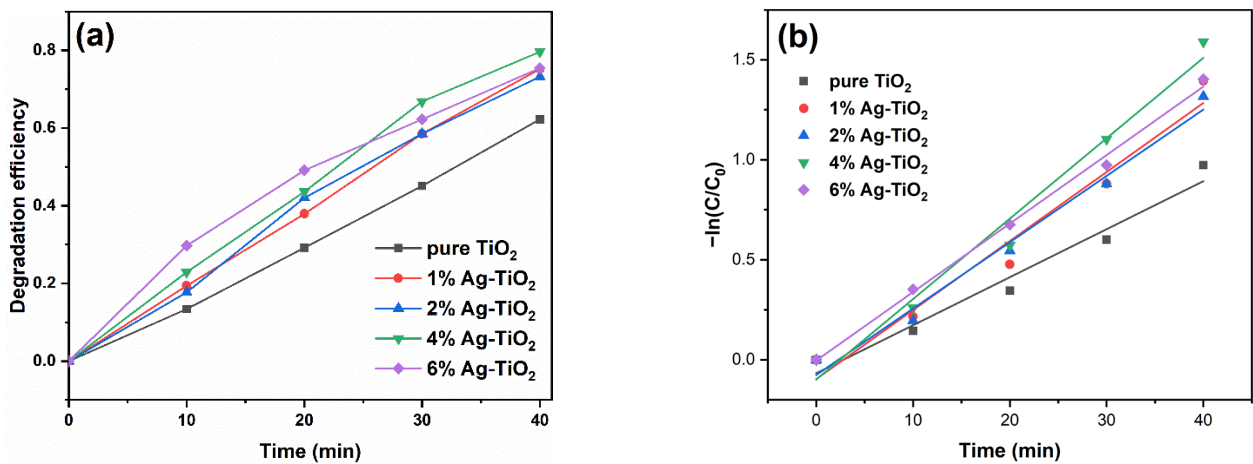 (a)
Degradation efficiency
0.8
0.6
0.4
0.2
0.0
0
10
20
30
40
Time (min)
pure TiO₂
1% Ag-TiO₂
2% Ag-TiO₂
4% Ag-TiO₂
6% Ag-TiO₂
(b)
−ln(C/C₀)
1.5
1.0
0.5
0.0
0
10
20
30
40
Time (min)
pure TiO₂
1% Ag-TiO₂
2% Ag-TiO₂
4% Ag-TiO₂
6% Ag-TiO₂